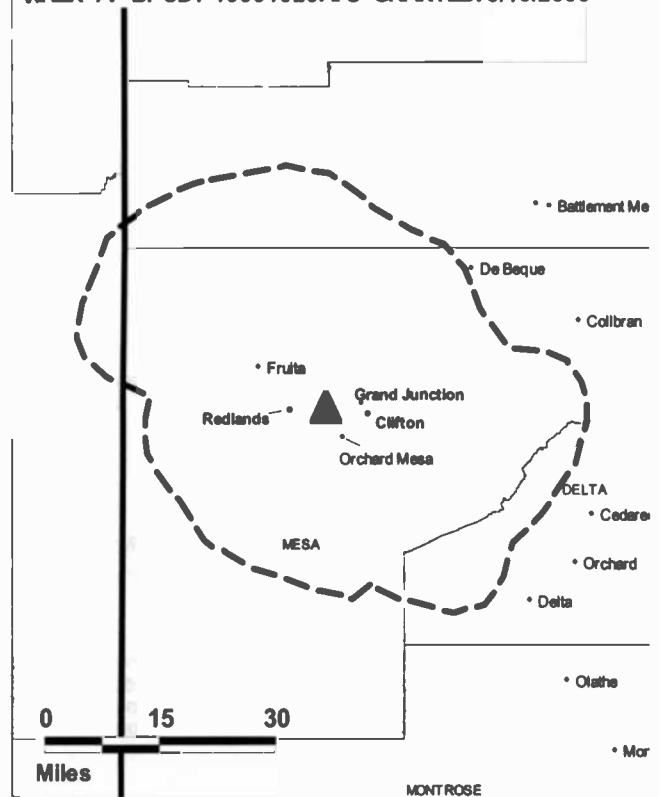 Battlement Me
De Beque
Collbran
Fruita
Grand Junction
Redlands
Clifton
Orchard Mesa
DELTA
Cedare
MESA
Orchard
Delta
Olathe
0 15 30
Mor
Miles
MONTROSE